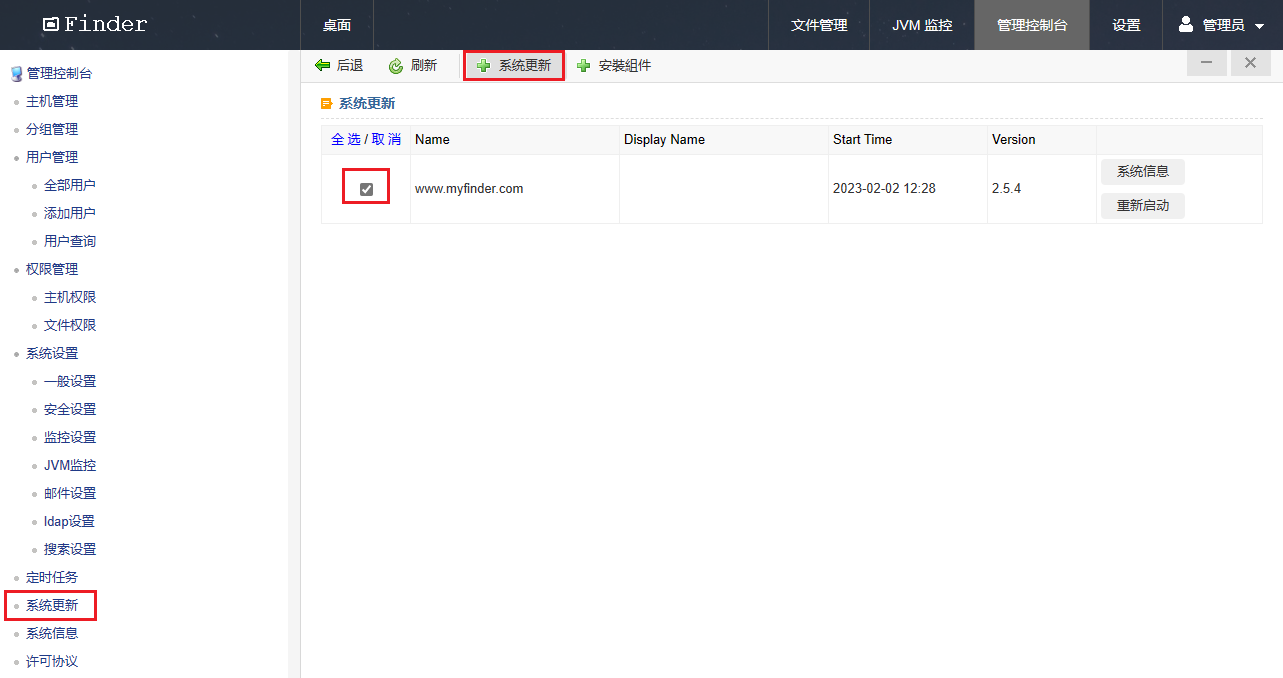 Finder
桌面
文件管理
JVM 监控
管理控制台
设置
管理员
管理控制台
主机管理
分组管理
用户管理
全部用户
添加用户
用户查询
权限管理
主机权限
文件权限
系统设置
一般设置
安全设置
监控设置
JVM监控
邮件设置
ldap设置
搜索设置
定时任务
系统更新
系统信息
许可协议
后退
刷新
系统更新
安裝组件
系统更新
全 选 / 取 消
Name
Display Name
Start Time
Version
www.myfinder.com
2023-02-02 12:28
2.5.4
系统信息
重新启动